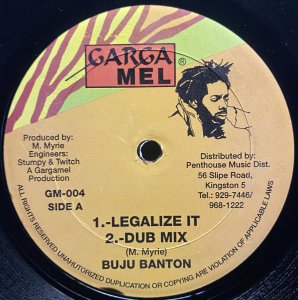 GARGA
MEL ®
Produced by:
M. Myrie
Engineers:
Stumpy & Twitch
A Gargamel
Production
GM-004
SIDE A
Distributed by:
Penthouse Music Dist.
56 Slipe Road,
Kingston 5
Tel.: 929-7446/
968-1222
1.-LEGALIZE IT
2.-DUB MIX
(M. Myrie)
BUJU BANTON
ALL RIGHTS RESERVED. UNAUTHORIZED DUPLICATION OR COPYING ARE VIOLATION OF APPLICABLE LAWS